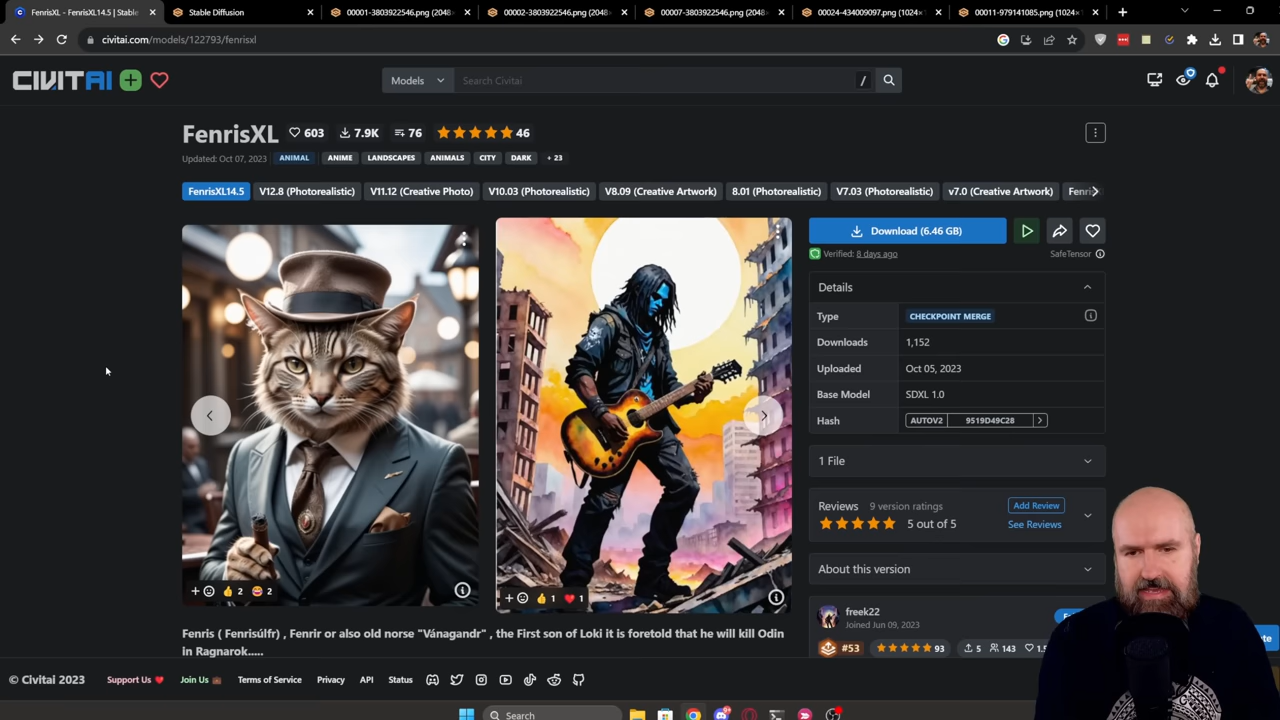 FenrisXL - FenrisXL14.5 | Stable
Stable Diffusion
00001-3803922546.png (2048×
00002-3803922546.png (2048×
00007-3803922546.png (2048×
00024-434009097.png (1024×
00011-979141085.png (1024×
civitai.com/models/122793/fenrisxl
CIVITAI
Models
Search Civitai
/
FenrisXL 603 7.9K 76 46
Updated: Oct 07, 2023 ANIMAL ANIME LANDSCAPES ANIMALS CITY DARK + 23
FenrisXL14.5 V12.8 (Photorealistic) V11.12 (Creative Photo) V10.03 (Photorealistic) V8.09 (Creative Artwork) 8.01 (Photorealistic) V7.03 (Photorealistic) v7.0 (Creative Artwork) Fenri
Download (6.46 GB)
Verified: 8 days ago SafeTensor
Details
Type CHECKPOINT MERGE
Downloads 1,152
Uploaded Oct 05, 2023
Base Model SDXL 1.0
Hash AUTOV2 9519D49C28
1 File
Reviews 9 version ratings Add Review
5 out of 5 See Reviews
About this version
2 2
1 1
freek22
Joined Jun 09, 2023
#53 93 5 143
Fenris ( Fenrisúlfr) , Fenrir or also old norse "Vánagandr" , the First son of Loki it is foretold that he will kill Odin
in Ragnarok.....
© Civitai 2023 Support Us Join Us Terms of Service Privacy API Status
Search